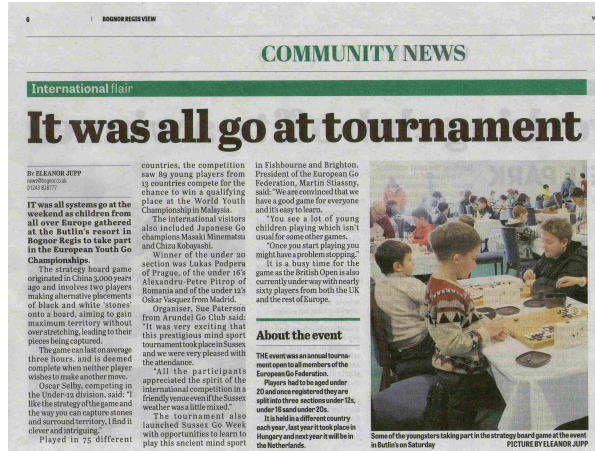 6
BOGNOR REGIS VIEW
COMMUNITY NEWS
International flair
It was all go at tournament
BY ELEANOR JUPP
news@bognor.co.uk
01243 828777
IT was all systems go at the
weekend as children from
all over Europe gathered
at the Butlin's resort in
Bognor Regis to take part
in the European Youth Go
Championships.
The strategy board game
originated in China 3,000 years
ago and involves two players
making alternative placements
of black and white 'stones'
onto a board, aiming to gain
maximum territory without
over stretching, leading to their
pieces being captured.
The game can last on average
three hours, and is deemed
complete when neither player
wishes to make another move.
Oscar Selby, competing in
the Under-12 division, said: "I
like the strategy of the game and
the way you can capture stones
and surround territory, I find it
clever and intriguing."
Played in 75 different
countries, the competition
saw 89 young players from
13 countries compete for the
chance to win a qualifying
place at the World Youth
Championship in Malaysia.
The international visitors
also included Japanese Go
champions Masaki Minematsu
and Chizu Kobayashi.
Winner of the under 20
section was Lukas Podpera
of Prague, of the under 16's
Alexandru-Petre Pitrop of
Romania and of the under 12's
Oskar Vasquez from Madrid.
Organiser, Sue Paterson
from Arundel Go Club said:
"It was very exciting that
this prestigious mind sport
tournament took place in Sussex
and we were very pleased with
the attendance.
"All the participants
appreciated the spirit of the
international competition in a
friendly venue even if the Sussex
weather was a little mixed."
The tournament also
launched Sussex Go Week
with opportunities to learn to
play this ancient mind sport
in Fishbourne and Brighton.
President of the European Go
Federation, Martin Stiassny,
said: "We are convinced that we
have a good game for everyone
and it's easy to learn.
"You see a lot of young
children playing which isn't
usual for some other games.
"Once you start playing you
might have a problem stopping."
It is a busy time for the
game as the British Open is also
currently underway with nearly
sixty players from both the UK
and the rest of Europe.
About the event
THE event was an annual tourna-
ment open to all members of the
European Go Federation.
Players had to be aged under
20 and once registered they are
split into three sections under 12s,
under 16s and under 20s.
It is held in a different country
each year, last year it took place in
Hungary and next year it will be in
the Netherlands.
Some of the youngsters taking part in the strategy board game at the event
in Butlin's on Saturday
PICTURE BY ELEANOR JUPP